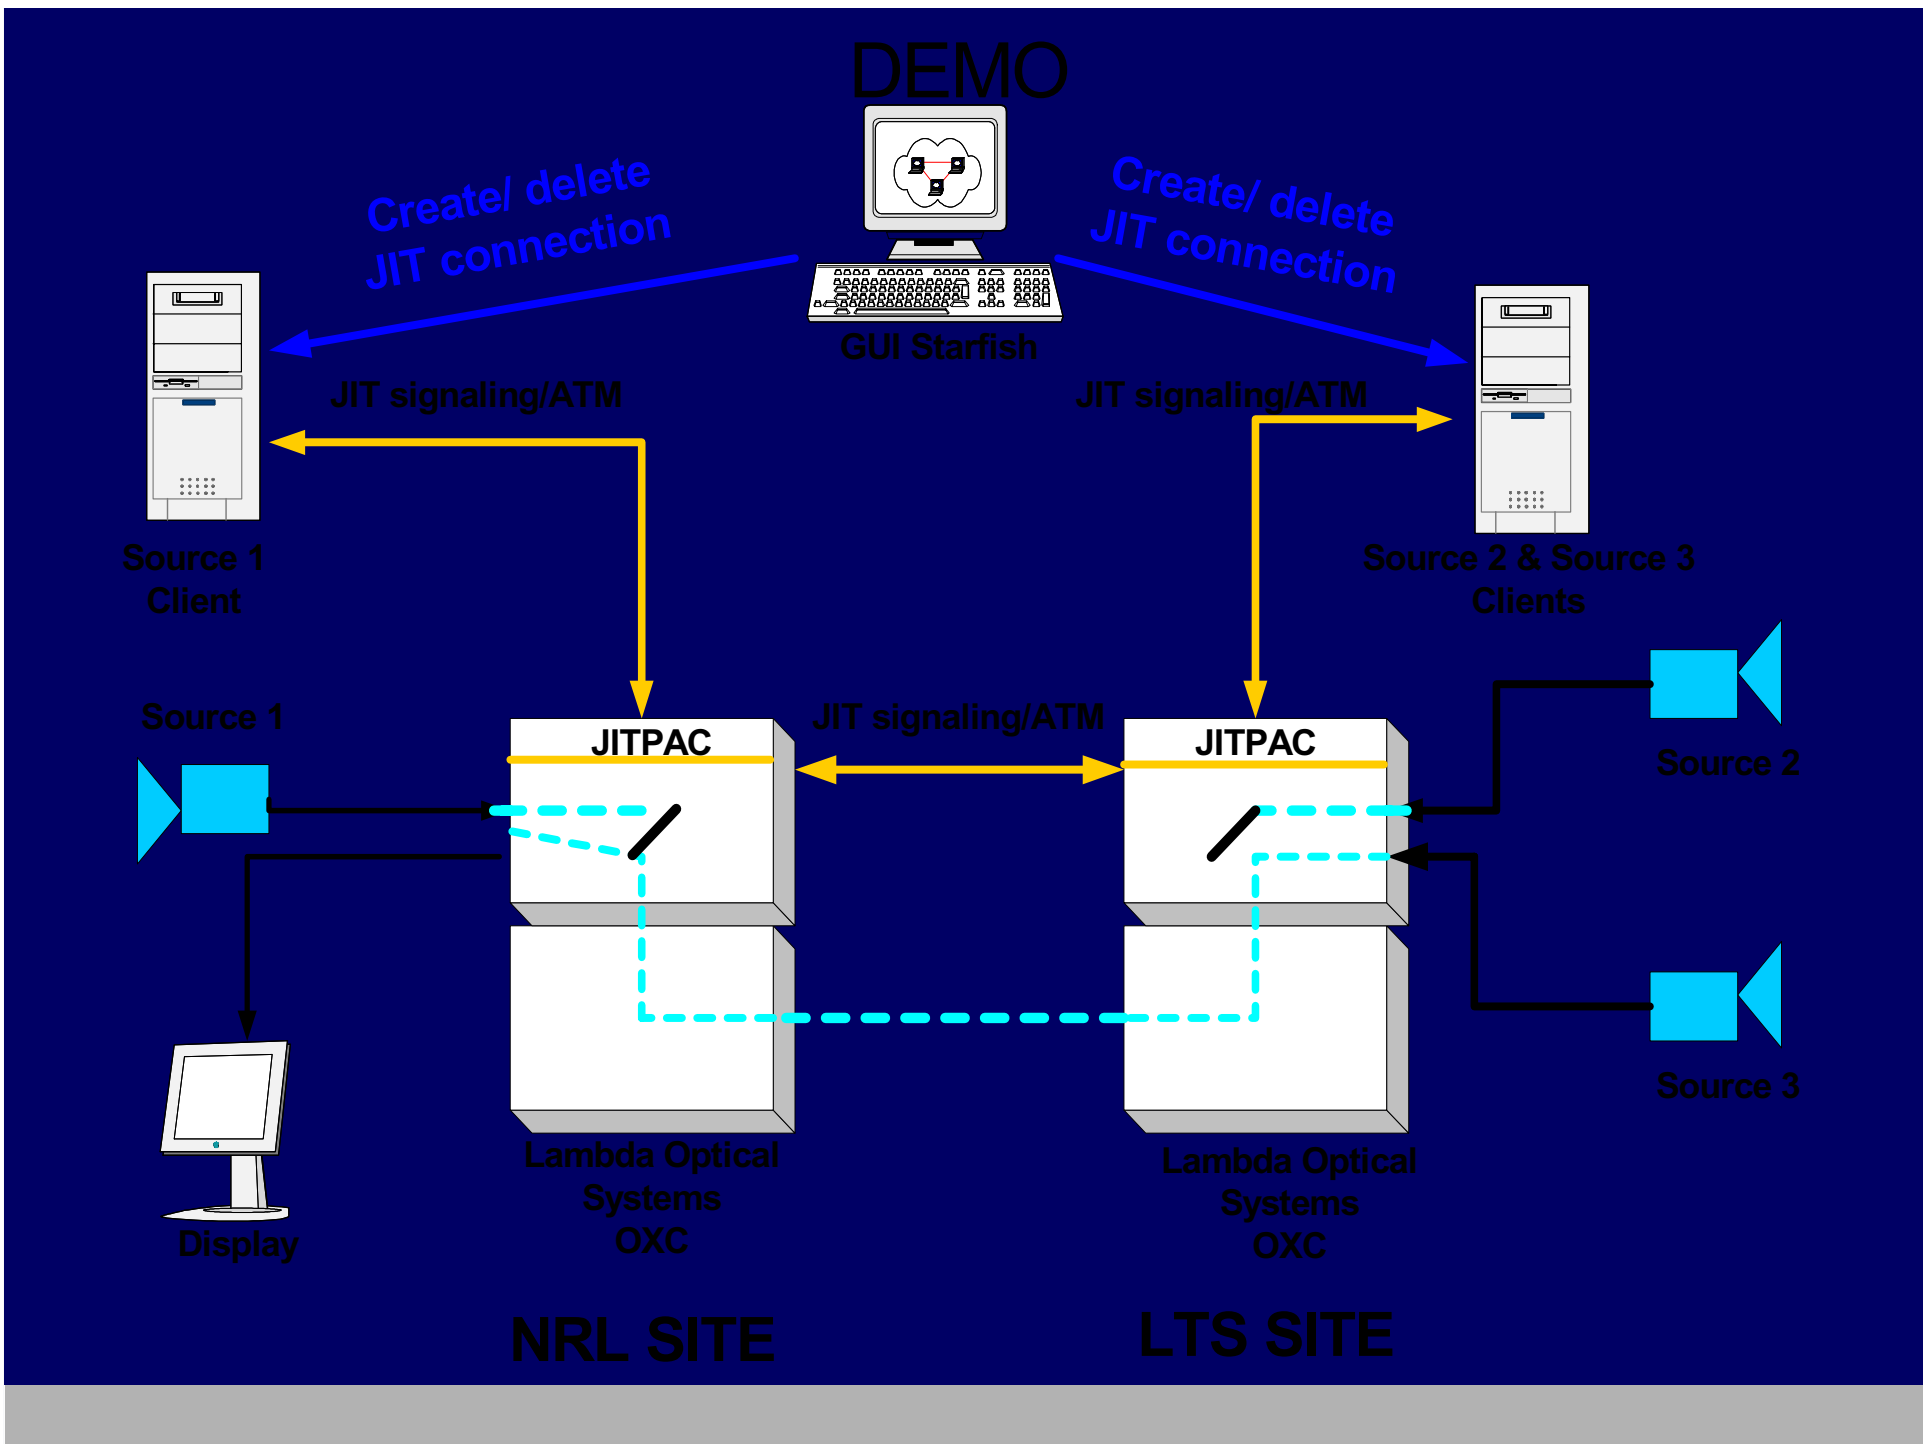 DEMO
Create/ delete
JIT connection
Create/ delete
JIT connection
GUI Starfish
JIT signaling/ATM
JIT signaling/ATM
Source 1
Client
Source 2 & Source 3
Clients
Source 1
JITPAC
JIT signaling/ATM
JITPAC
Source 2
Source 3
Lambda Optical
Systems
OXC
Lambda Optical
Systems
OXC
Display
NRL SITE
LTS SITE